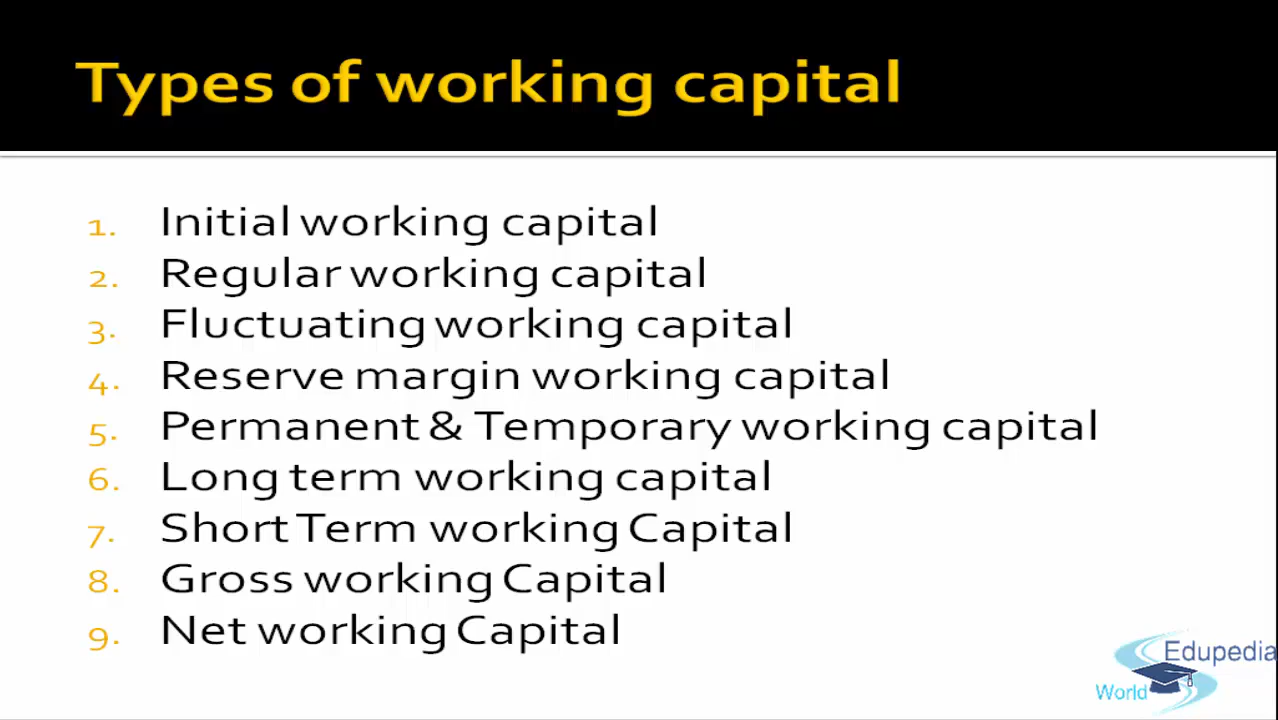 Types of working capital
1. Initial working capital
2. Regular working capital
3. Fluctuating working capital
4. Reserve margin working capital
5. Permanent & Temporary working capital
6. Long term working capital
7. Short Term working Capital
8. Gross working Capital
9. Net working Capital
Edupedia
World